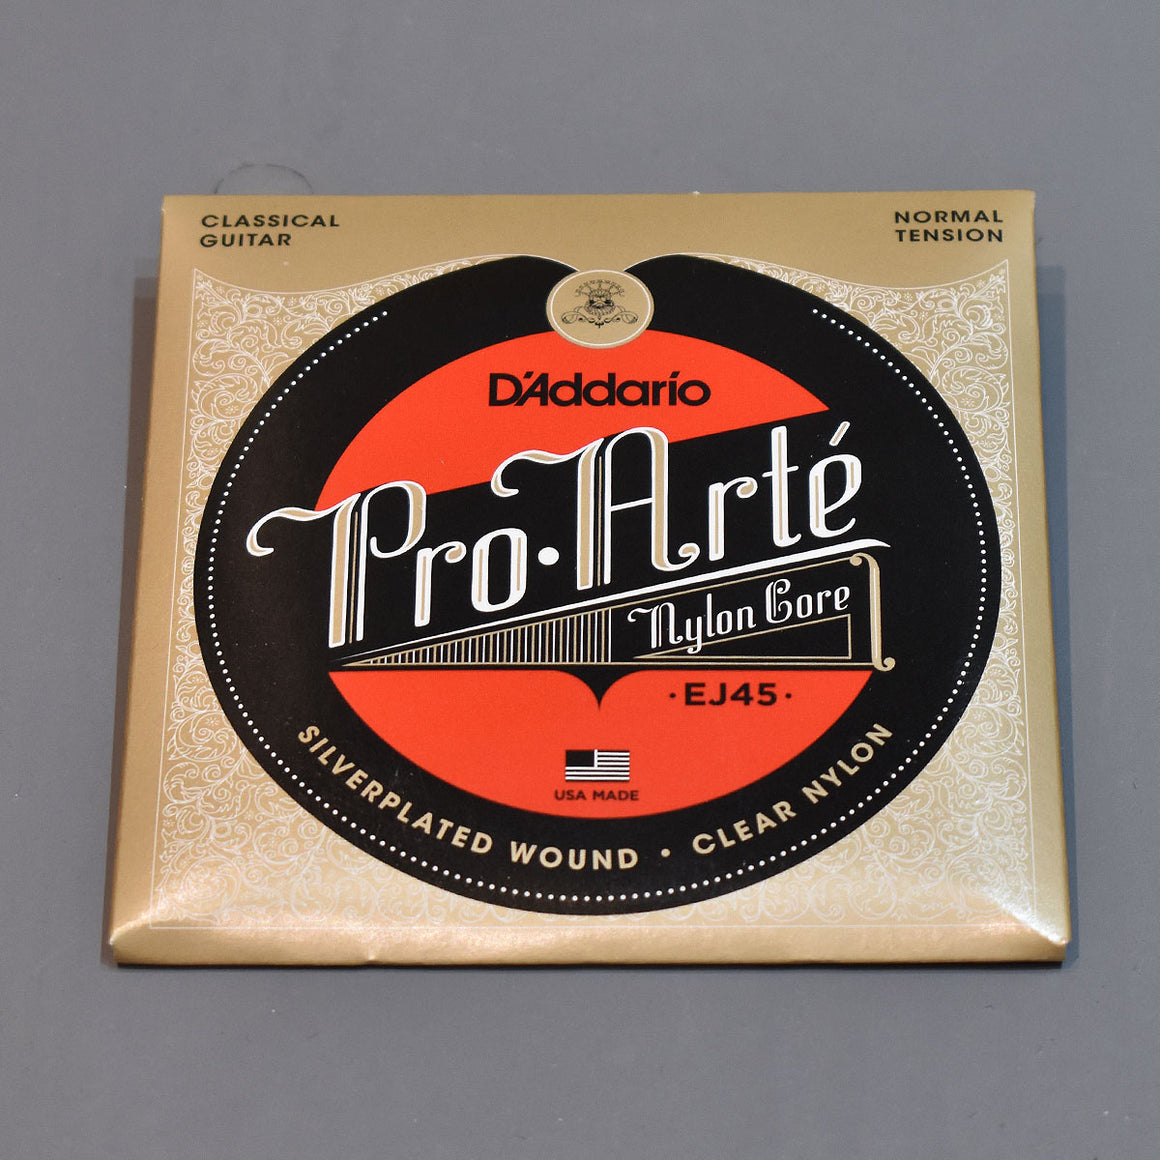 CLASSICAL
GUITAR
NORMAL
TENSION
D'Addario
Pro·Arté
Nylon Core
·EJ45·
USA MADE
SILVERPLATED WOUND • CLEAR NYLON